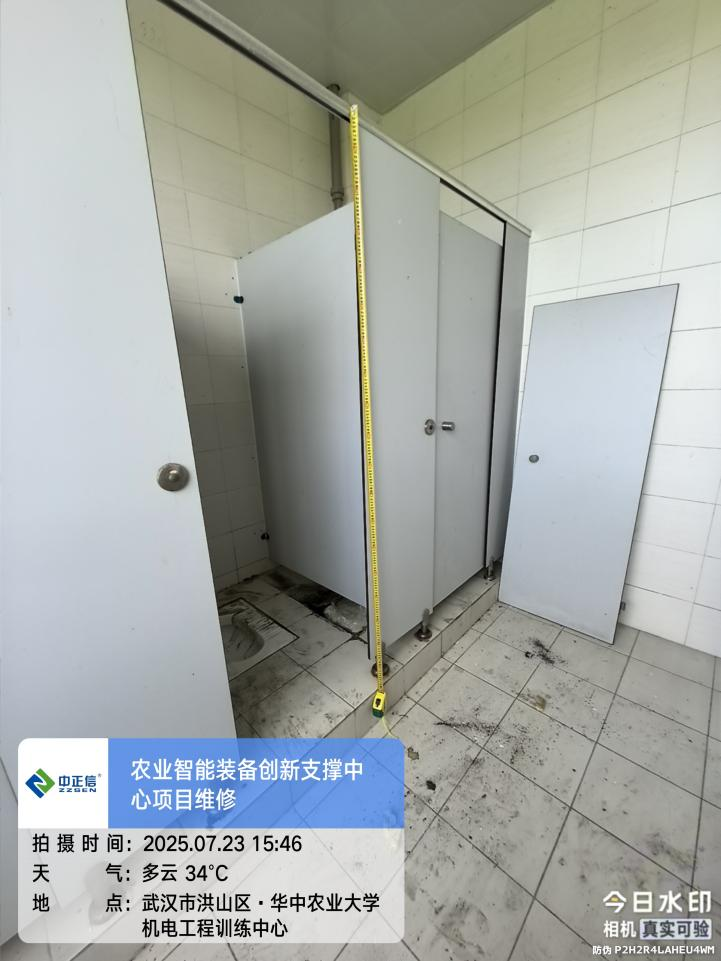 中正信®
ZZSEN
农业智能装备创新支撑中
心项目维修
拍摄时间：2025.07.23 15:46
天气：多云 34℃
地点：武汉市洪山区·华中农业大学
机电工程训练中心
今日水印
相机 真实可验
防伪 P2H2R4LAHEU4WM